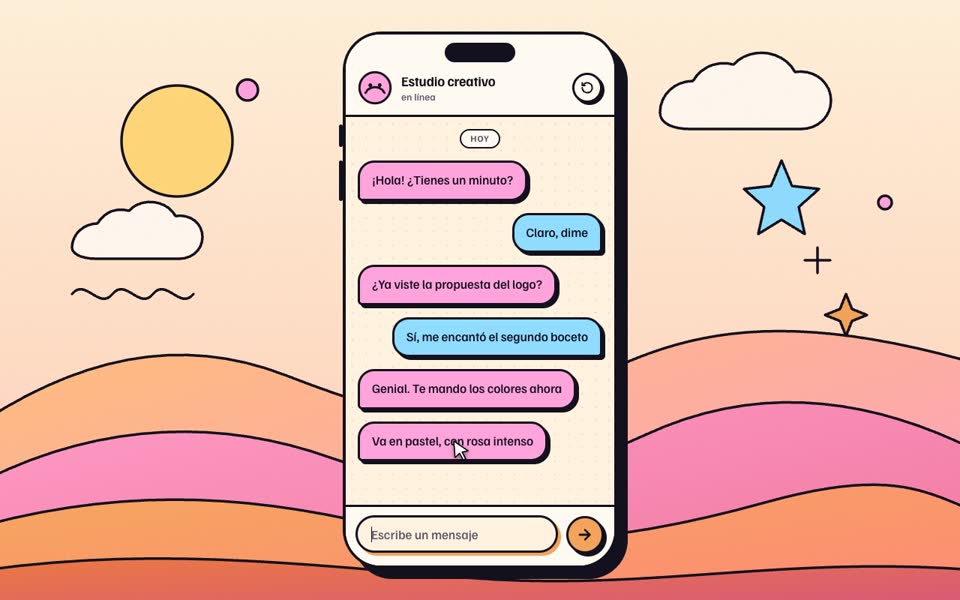 Estudio creativo
en línea
HOY
¡Hola! ¿Tienes un minuto?
Claro, dime
¿Ya viste la propuesta del logo?
Sí, me encantó el segundo boceto
Genial. Te mando los colores ahora
Va en pastel, con rosa intenso
Escribe un mensaje